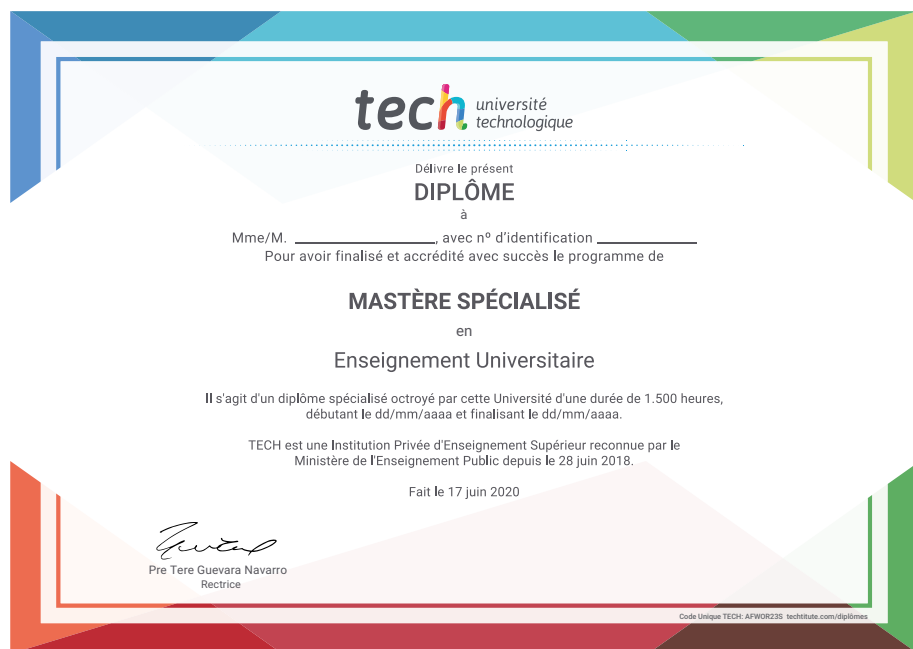 tech université
technologique
Délivre le présent
DIPLÔME
à
Mme/M. , avec nº d'identification
Pour avoir finalisé et accrédité avec succès le programme de
MASTÈRE SPÉCIALISÉ
en
Enseignement Universitaire
Il s'agit d'un diplôme spécialisé octroyé par cette Université d'une durée de 1.500 heures,
débutant le dd/mm/aaaa et finalisant le dd/mm/aaaa.
TECH est une Institution Privée d'Enseignement Supérieur reconnue par le
Ministère de l'Enseignement Public depuis le 28 juin 2018.
Fait le 17 juin 2020
Pre Tere Guevara Navarro
Rectrice
Code Unique TECH: AFWOR23S techtitute.com/diplômes